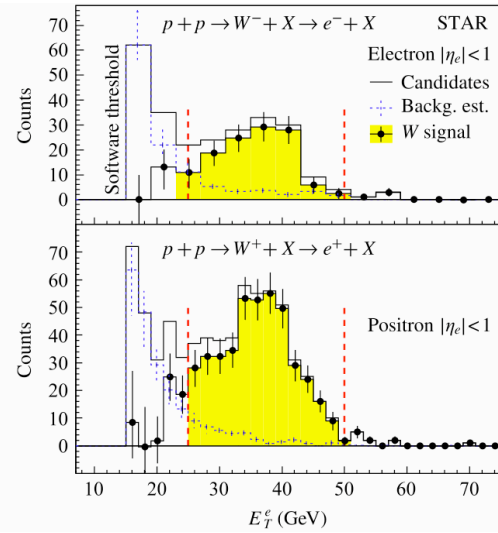 p + p → W⁻ + X → e⁻ + X STAR
Electron |ηₑ| < 1
Candidates
Backg. est.
W signal
Software threshold
Counts
70
60
50
40
30
20
10
0
p + p → W⁺ + X → e⁺ + X
Positron |ηₑ| < 1
Counts
70
60
50
40
30
20
10
0
10 20 30 40 50 60 70
E_T^e (GeV)